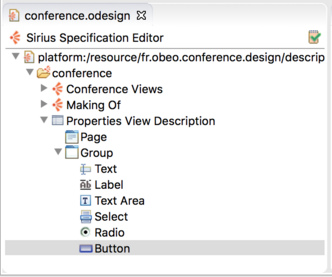 conference.odesign
Sirius Specification Editor
platform:/resource/fr.obeo.conference.design/descrip
conference
Conference Views
Making Of
Properties View Description
Page
Group
Text
Label
Text Area
Select
Radio
Button